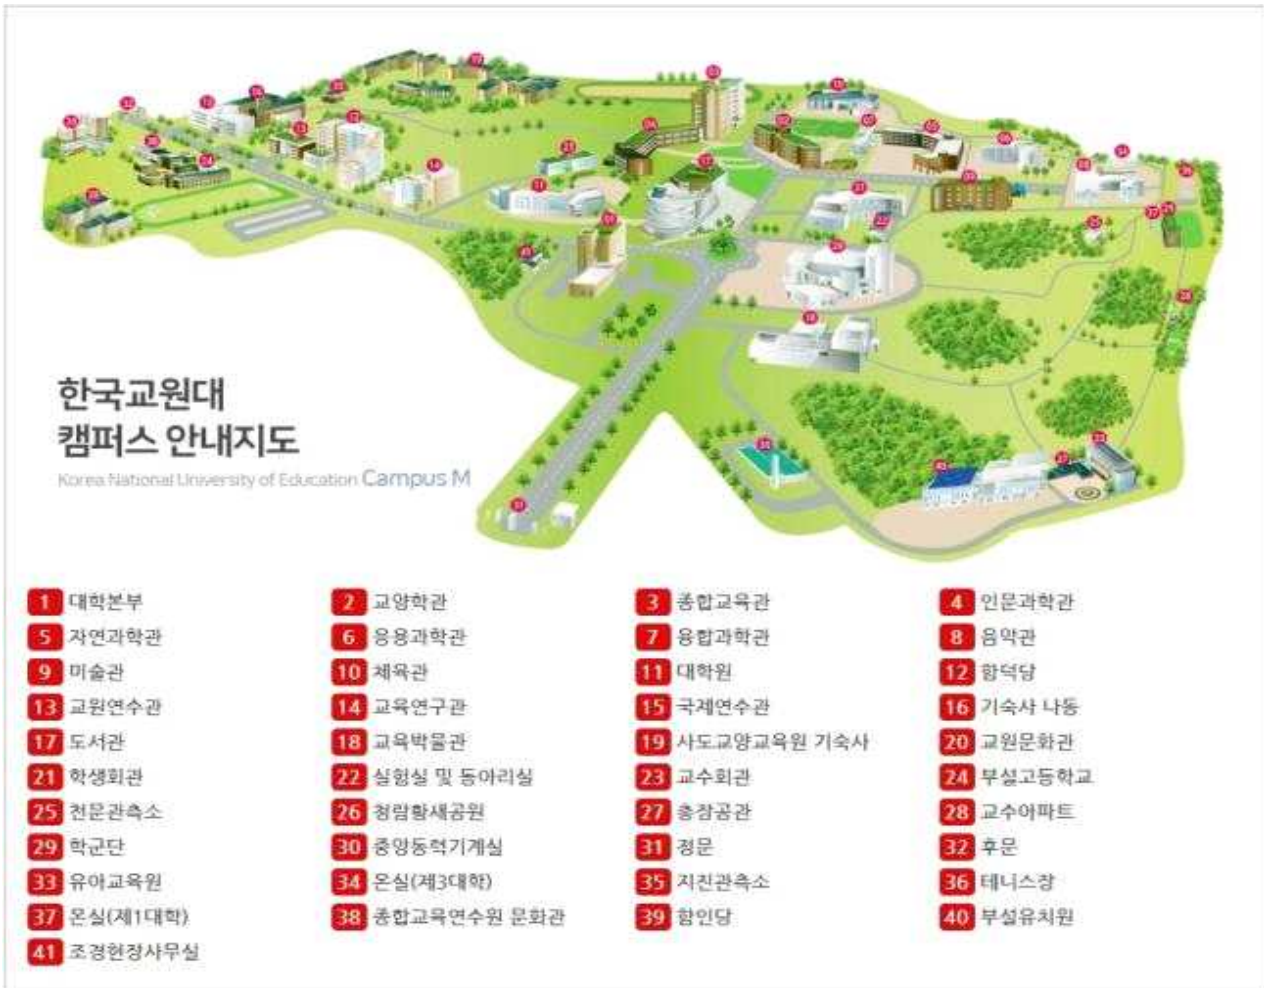 한국교원대
캠퍼스 안내지도
Korea National University of Education Campus M
1 대학본부 2 교양학관 3 종합교육관 4 인문과학관
5 자연과학관 6 응용과학관 7 융합과학관 8 음악관
9 미술관 10 체육관 11 대학원 12 함덕당
13 교원연수관 14 교육연구관 15 국제연수관 16 기숙사 나동
17 도서관 18 교육박물관 19 사도교양교육원 기숙사 20 교원문화관
21 학생회관 22 실험실 및 동아리실 23 교수회관 24 부설고등학교
25 천문관측소 26 청람황새공원 27 총장공관 28 교수아파트
29 학군단 30 중앙동력기계실 31 정문 32 후문
33 유아교육원 34 온실(제3대학) 35 지진관측소 36 테니스장
37 온실(제1대학) 38 종합교육연수원 문화관 39 함인당 40 부설유치원
41 조경현장사무실